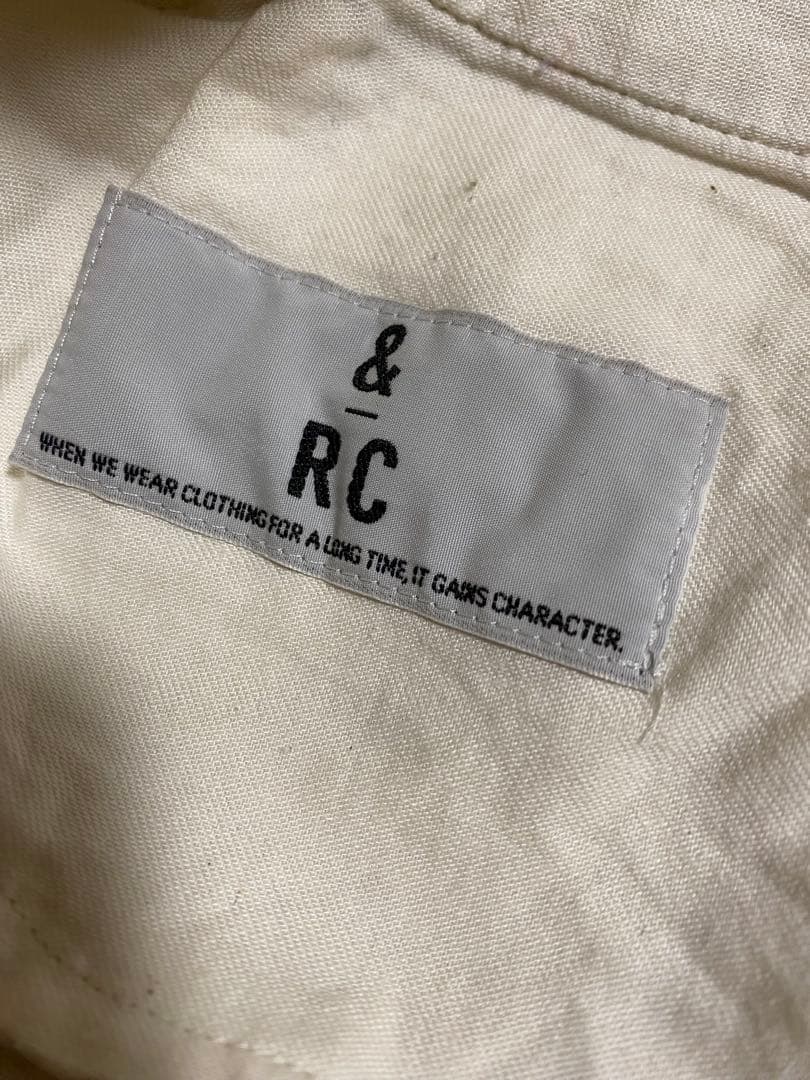 &
RC
WHEN WE WEAR CLOTHING FOR A LONG TIME, IT GAINS CHARACTER.